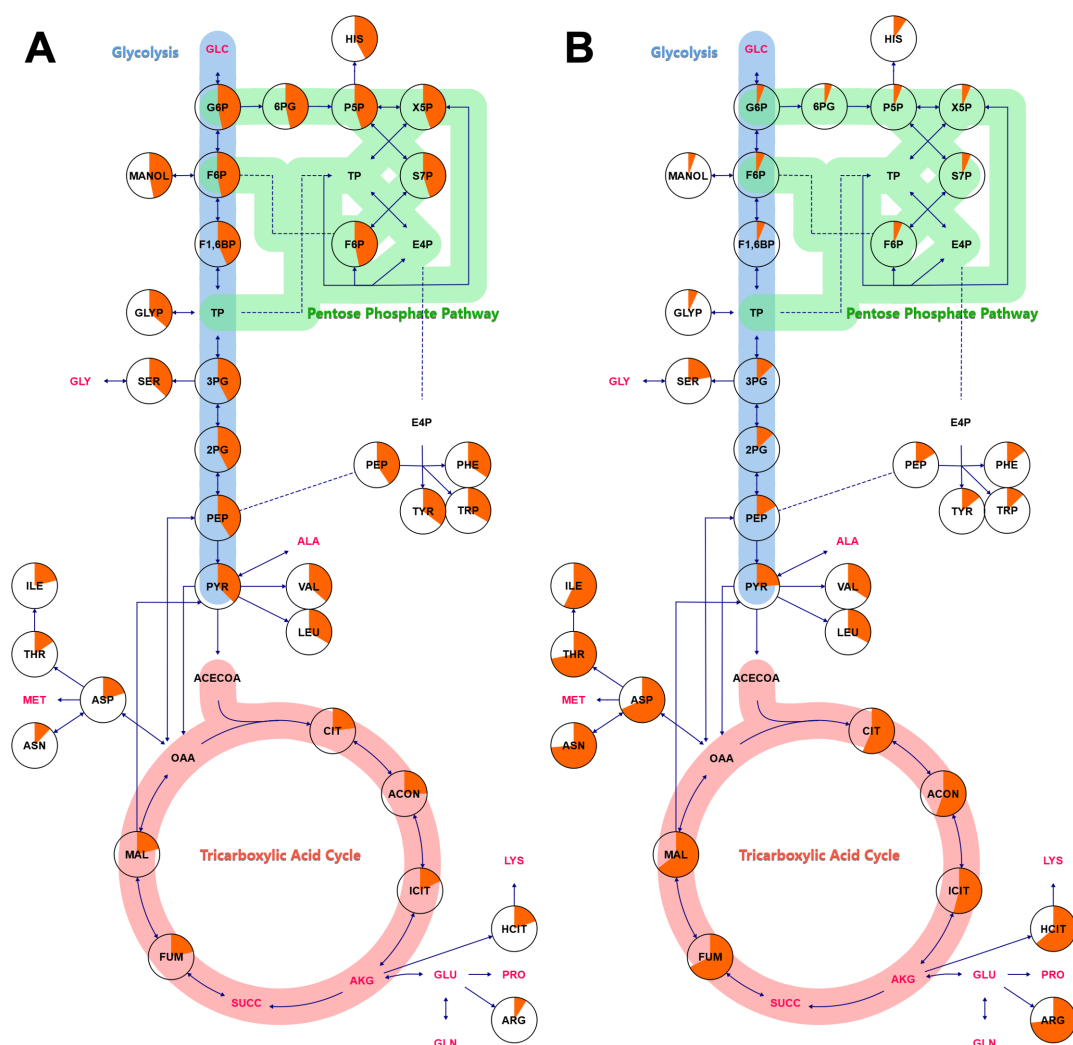 A
Glycolysis
GLC
HIS
G6P
6PG
P5P
X5P
MANOL
F6P
TP
S7P
F1,6BP
F6P
E4P
GLYP
TP
Pentose Phosphate Pathway
GLY
SER
3PG
E4P
2PG
PEP
PHE
TYR
TRP
PEP
ALA
ILE
PYR
VAL
LEU
THR
ACECOA
MET
ASP
CIT
ASN
OAA
ACON
MAL
Tricarboxylic Acid Cycle
LYS
ICIT
HCIT
FUM
AKG
GLU
PRO
SUCC
ARG
GLN
B
Glycolysis
GLC
HIS
G6P
6PG
P5P
X5P
MANOL
F6P
TP
S7P
F1,6BP
F6P
E4P
GLYP
TP
Pentose Phosphate Pathway
GLY
SER
3PG
E4P
2PG
PEP
PHE
TYR
TRP
PEP
ALA
ILE
PYR
VAL
LEU
THR
ACECOA
MET
ASP
CIT
ASN
OAA
ACON
MAL
Tricarboxylic Acid Cycle
LYS
ICIT
HCIT
FUM
AKG
GLU
PRO
SUCC
ARG
GLN